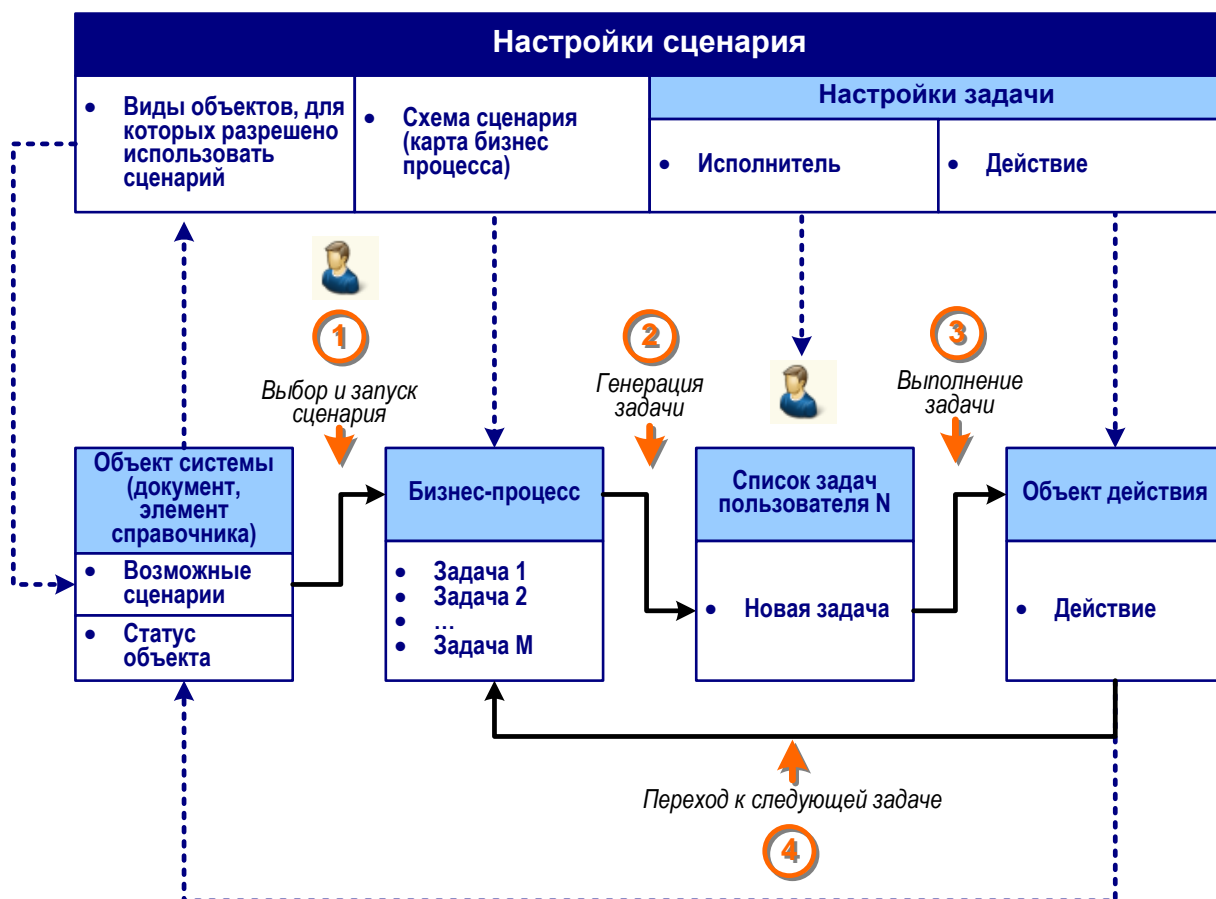 Настройки сценария
• Виды объектов, для
которых разрешено
использовать
сценарий
• Схема сценария
(карта бизнес
процесса)
Настройки задачи
• Исполнитель
• Действие
1
Выбор и запуск
сценария
2
Генерация
задачи
3
Выполнение
задачи
Объект системы
(документ,
элемент
справочника)
• Возможные
сценарии
• Статус
объекта
Бизнес-процесс
• Задача 1
• Задача 2
• …
• Задача М
Список задач
пользователя N
• Новая задача
Объект действия
• Действие
Переход к следующей задаче
4